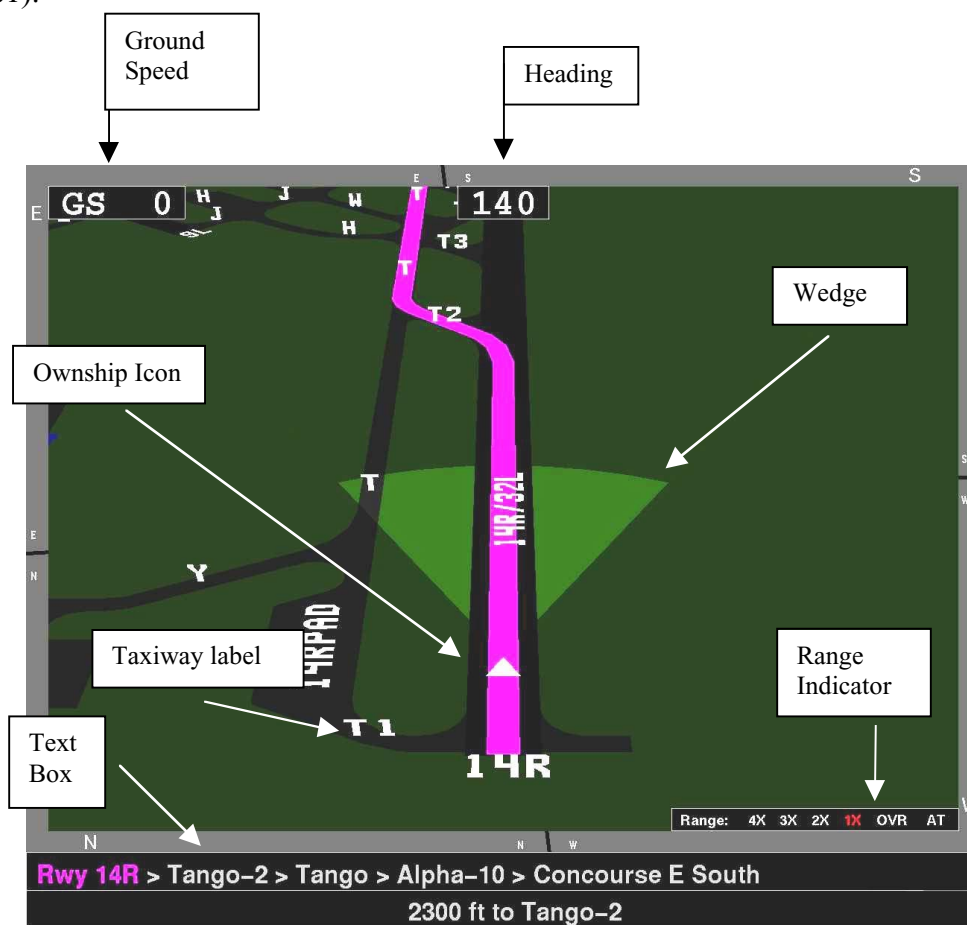 Ground
Speed
Heading
E S
S
GS 0
140
E
H J W
J
H
BL
T
T3
T
Wedge
T2
Ownship Icon
S
W
T
14R/32L
E
N
Y
14RPAD
Taxiway label
Range
Indicator
T1
Text
Box
14R
Range: 4X 3X 2X 1X OVR AT
N
N W
Rwy 14R > Tango-2 > Tango > Alpha-10 > Concourse E South
2300 ft to Tango-2